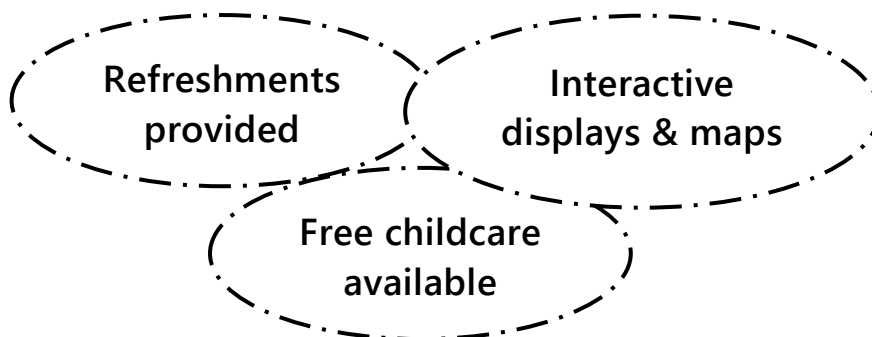 Refreshments
provided
Interactive
displays & maps
Free childcare
available